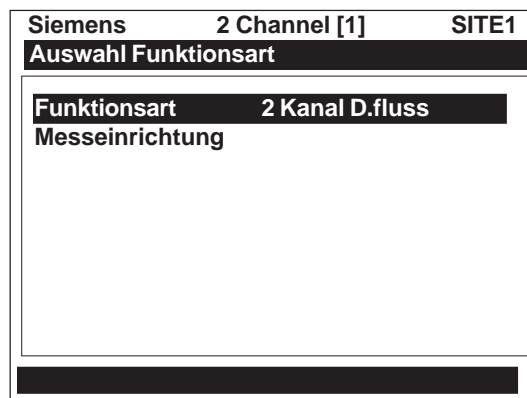 Siemens 2 Channel [1] SITE1
Auswahl Funktionsart
Funktionsart 2 Kanal D.fluss
Messeinrichtung